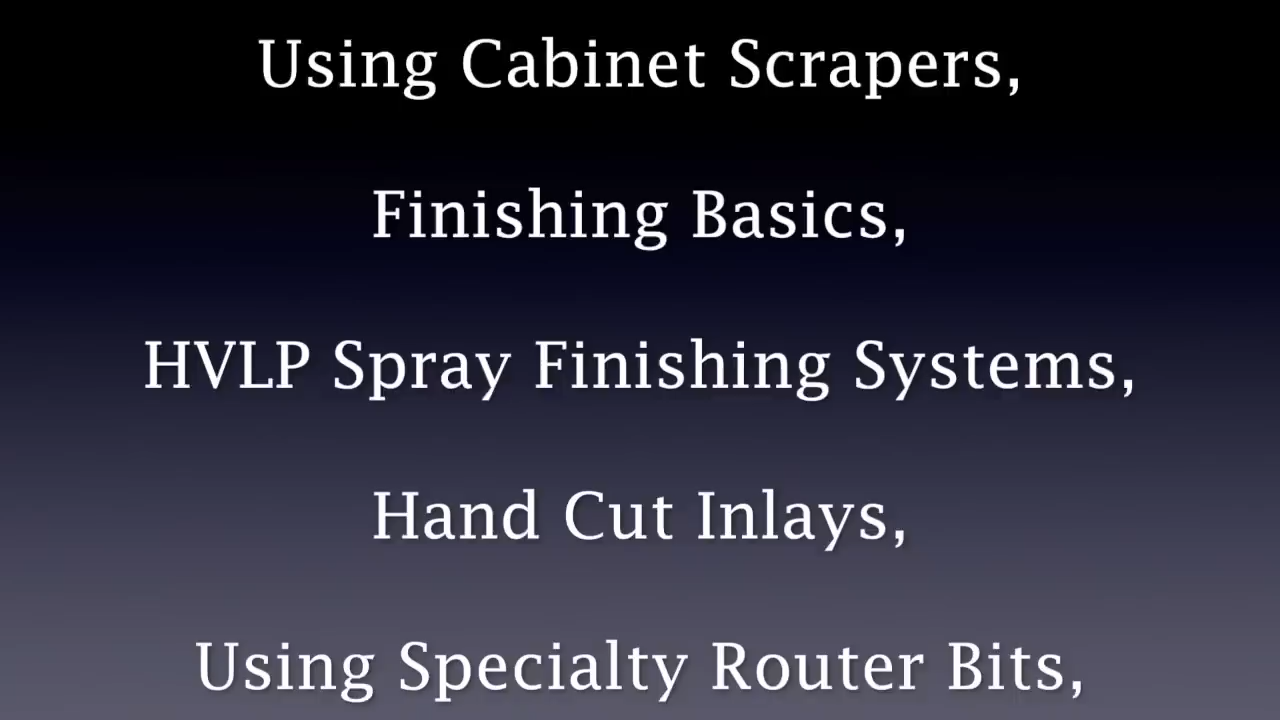 Using Cabinet Scrapers,
Finishing Basics,
HVLP Spray Finishing Systems,
Hand Cut Inlays,
Using Specialty Router Bits,